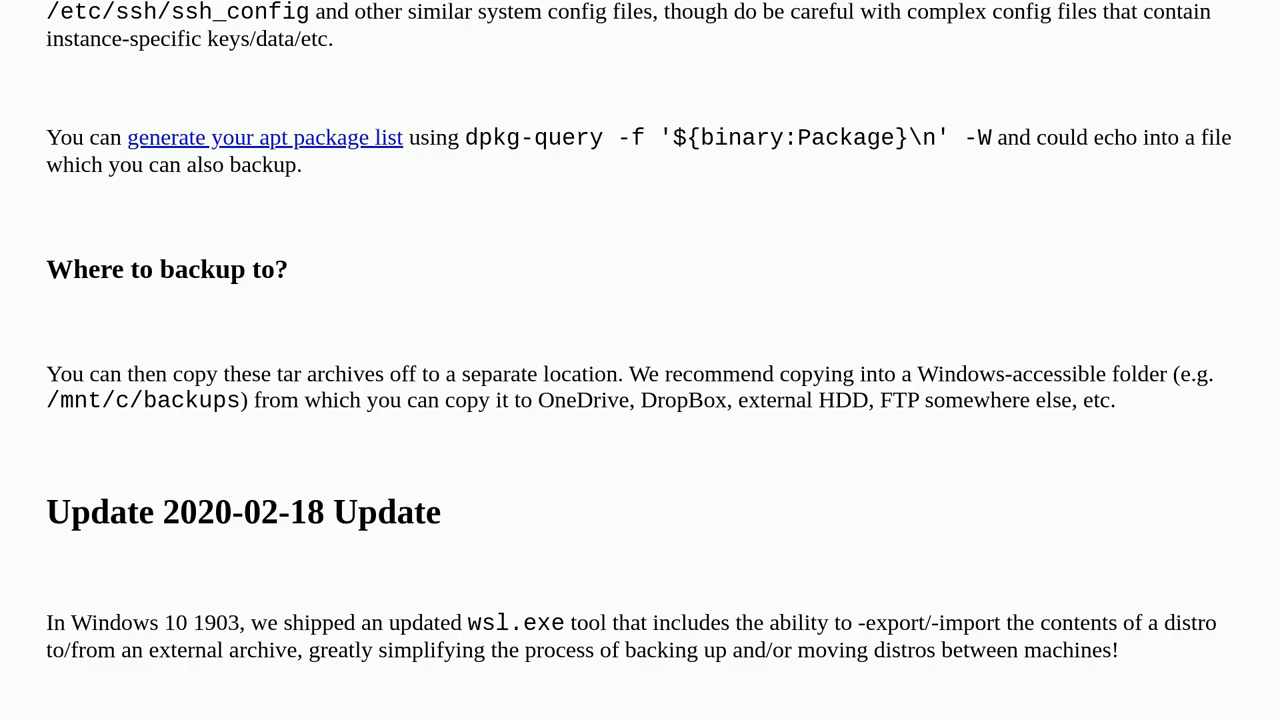 /etc/ssh/ssh_config and other similar system config files, though do be careful with complex config files that contain
instance-specific keys/data/etc.
You can generate your apt package list using dpkg-query -f '${binary:Package}\n' -W and could echo into a file
which you can also backup.
Where to backup to?
You can then copy these tar archives off to a separate location. We recommend copying into a Windows-accessible folder (e.g.
/mnt/c/backups) from which you can copy it to OneDrive, DropBox, external HDD, FTP somewhere else, etc.
Update 2020-02-18 Update
In Windows 10 1903, we shipped an updated wsl.exe tool that includes the ability to -export/-import the contents of a distro
to/from an external archive, greatly simplifying the process of backing up and/or moving distros between machines!